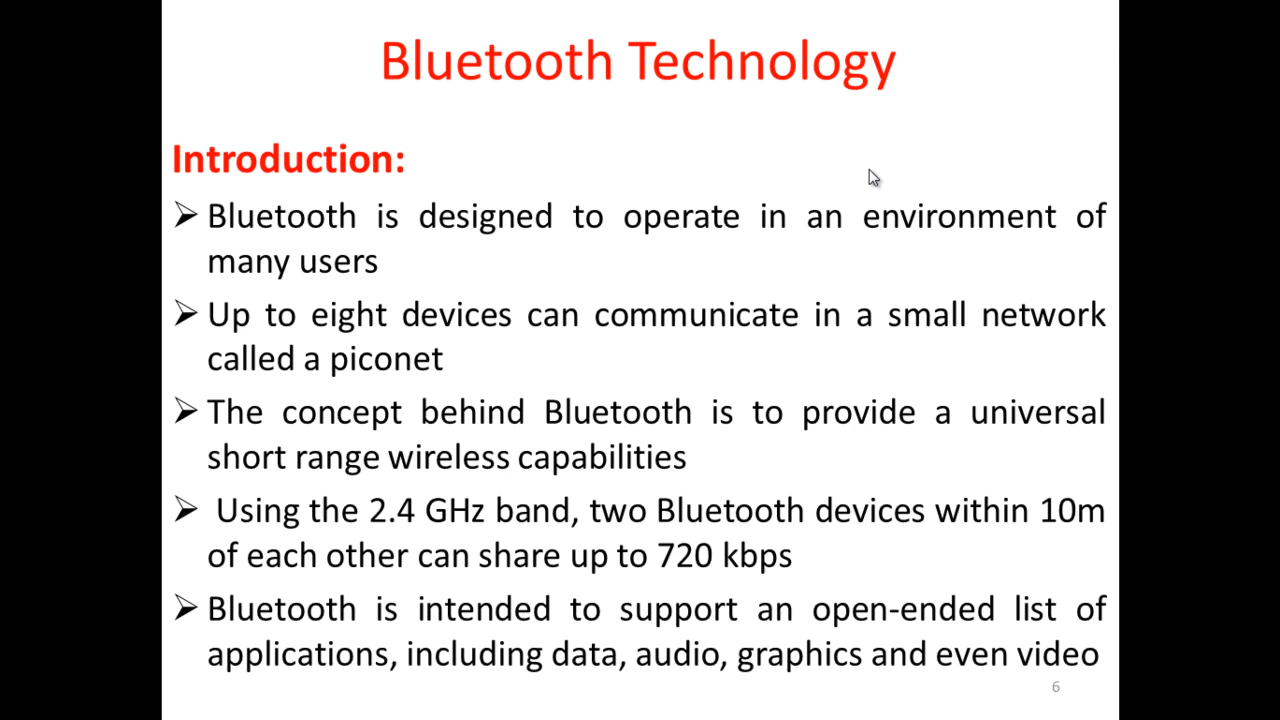 Bluetooth Technology
Introduction:
➢ Bluetooth is designed to operate in an environment of
many users
➢ Up to eight devices can communicate in a small network
called a piconet
➢ The concept behind Bluetooth is to provide a universal
short range wireless capabilities
➢ Using the 2.4 GHz band, two Bluetooth devices within 10m
of each other can share up to 720 kbps
➢ Bluetooth is intended to support an open-ended list of
applications, including data, audio, graphics and even video
6